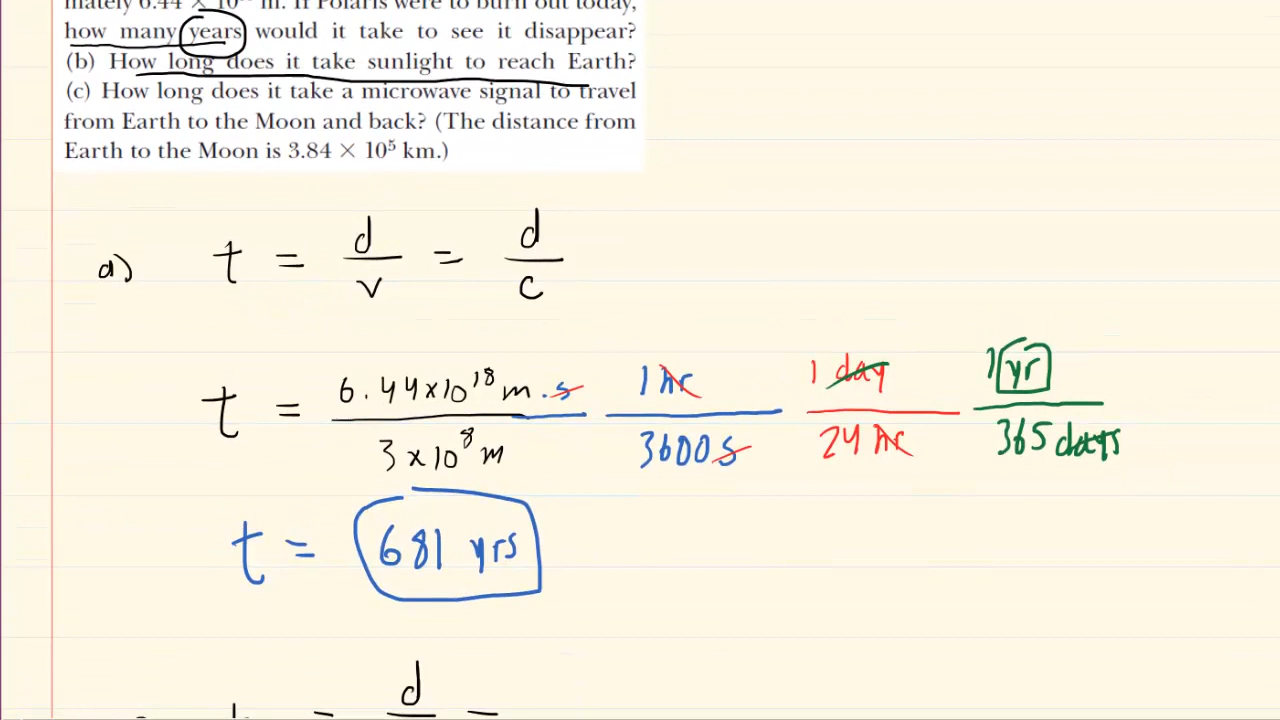 mately 6.44 × 10 m. If Polaris were to burn out today,
how many years would it take to see it disappear?
(b) How long does it take sunlight to reach Earth?
(c) How long does it take a microwave signal to travel
from Earth to the Moon and back? (The distance from
Earth to the Moon is 3.84 × 10⁵ km.)
a) t = d/v = d/c
t = 6.44×10¹⁸ m · s / 3×10⁸ m 1 hr / 3600 s 1 day / 24 hr 1 yr / 365 days
t = 681 yrs
d
=